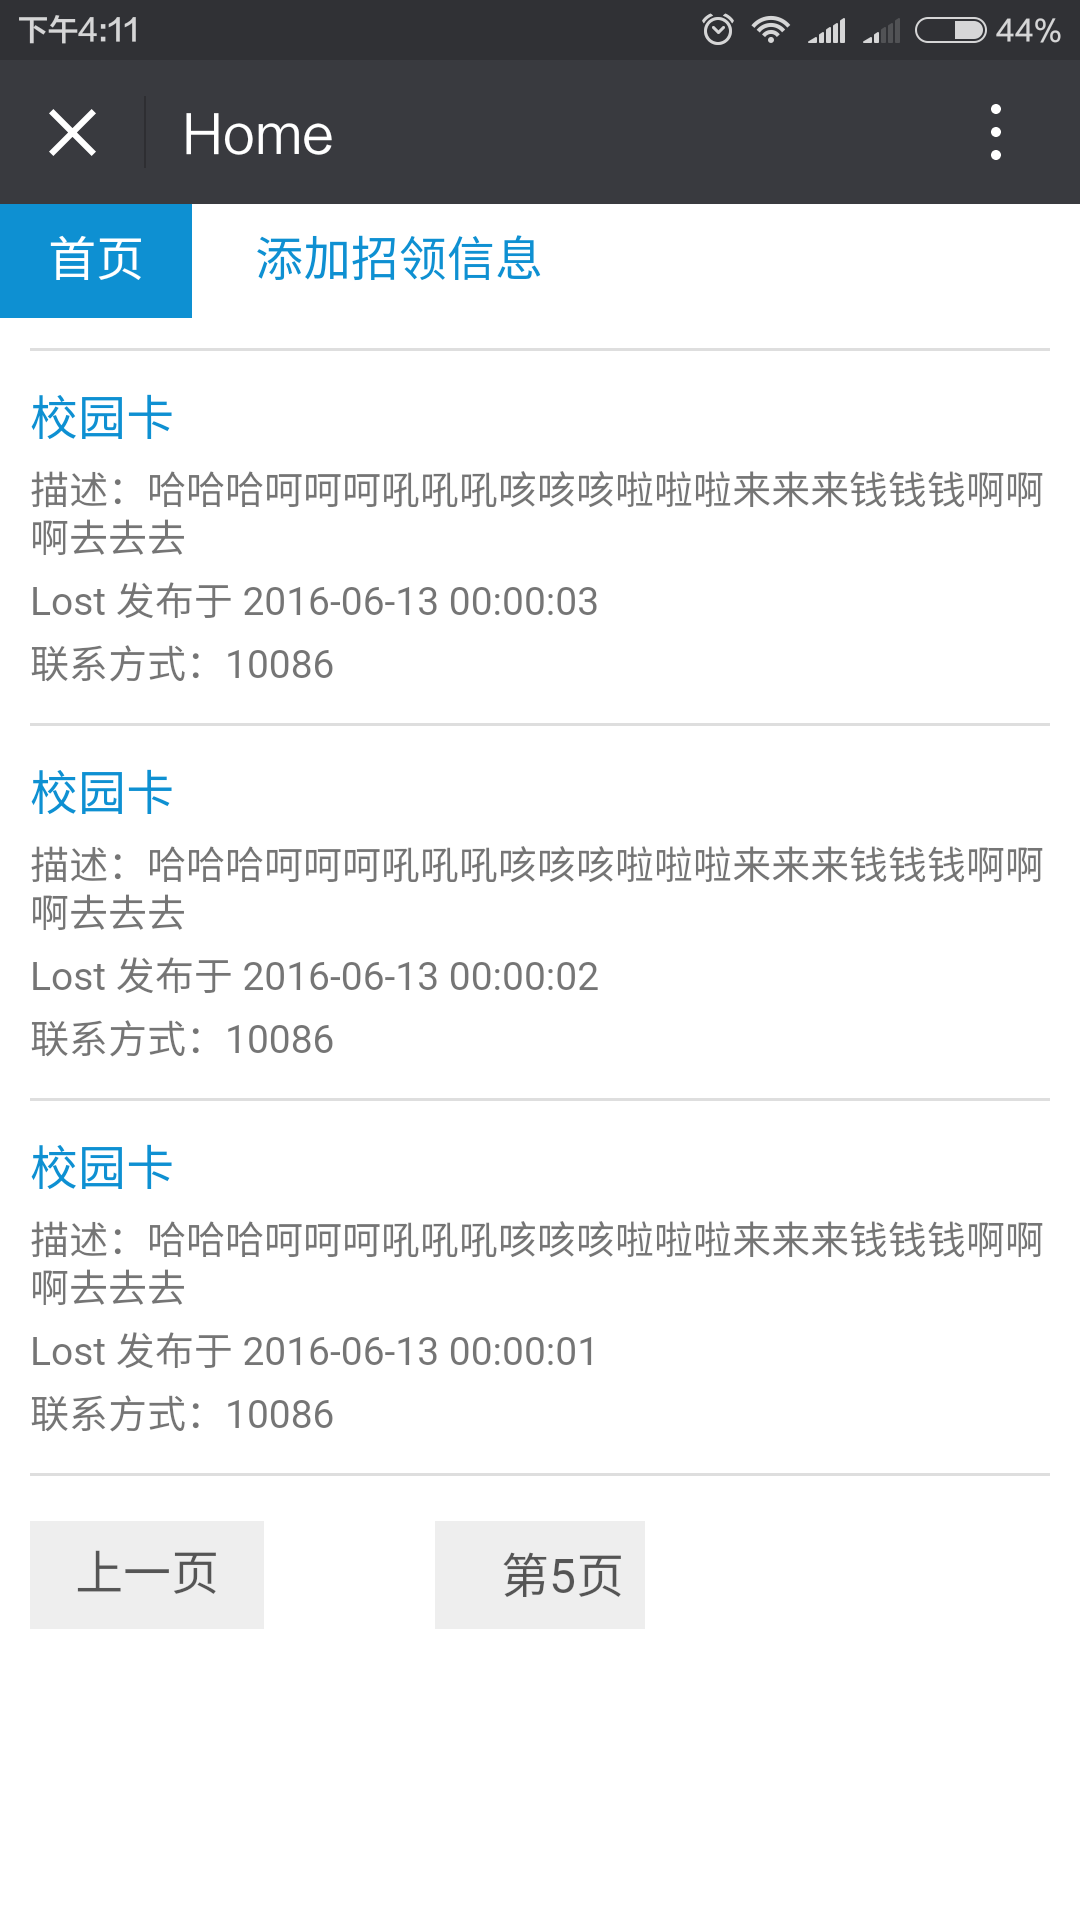 下午4:11
44%
Home
首页
添加招领信息
校园卡
描述：哈哈哈呵呵呵吼吼吼咳咳咳啦啦啦来来来钱钱钱啊啊
啊去去去
Lost 发布于 2016-06-13 00:00:03
联系方式：10086
校园卡
描述：哈哈哈呵呵呵吼吼吼咳咳咳啦啦啦来来来钱钱钱啊啊
啊去去去
Lost 发布于 2016-06-13 00:00:02
联系方式：10086
校园卡
描述：哈哈哈呵呵呵吼吼吼咳咳咳啦啦啦来来来钱钱钱啊啊
啊去去去
Lost 发布于 2016-06-13 00:00:01
联系方式：10086
上一页
第5页